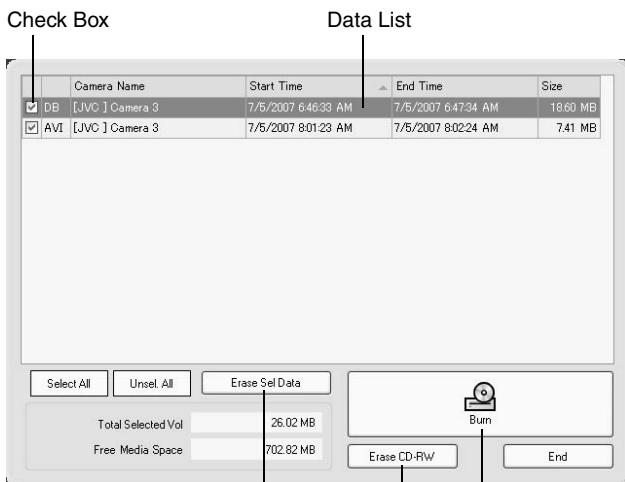 Check Box Data List
Camera Name Start Time End Time Size
DB [JVC ] Camera 3 7/5/2007 6:46:33 AM 7/5/2007 6:47:34 AM 18.60 MB
AVI [JVC ] Camera 3 7/5/2007 8:01:23 AM 7/5/2007 8:02:24 AM 7.41 MB
Select All Unsel. All Erase Sel Data
Burn
Total Selected Vol 26.02 MB
Free Media Space 702.82 MB
Erase CD-RW End